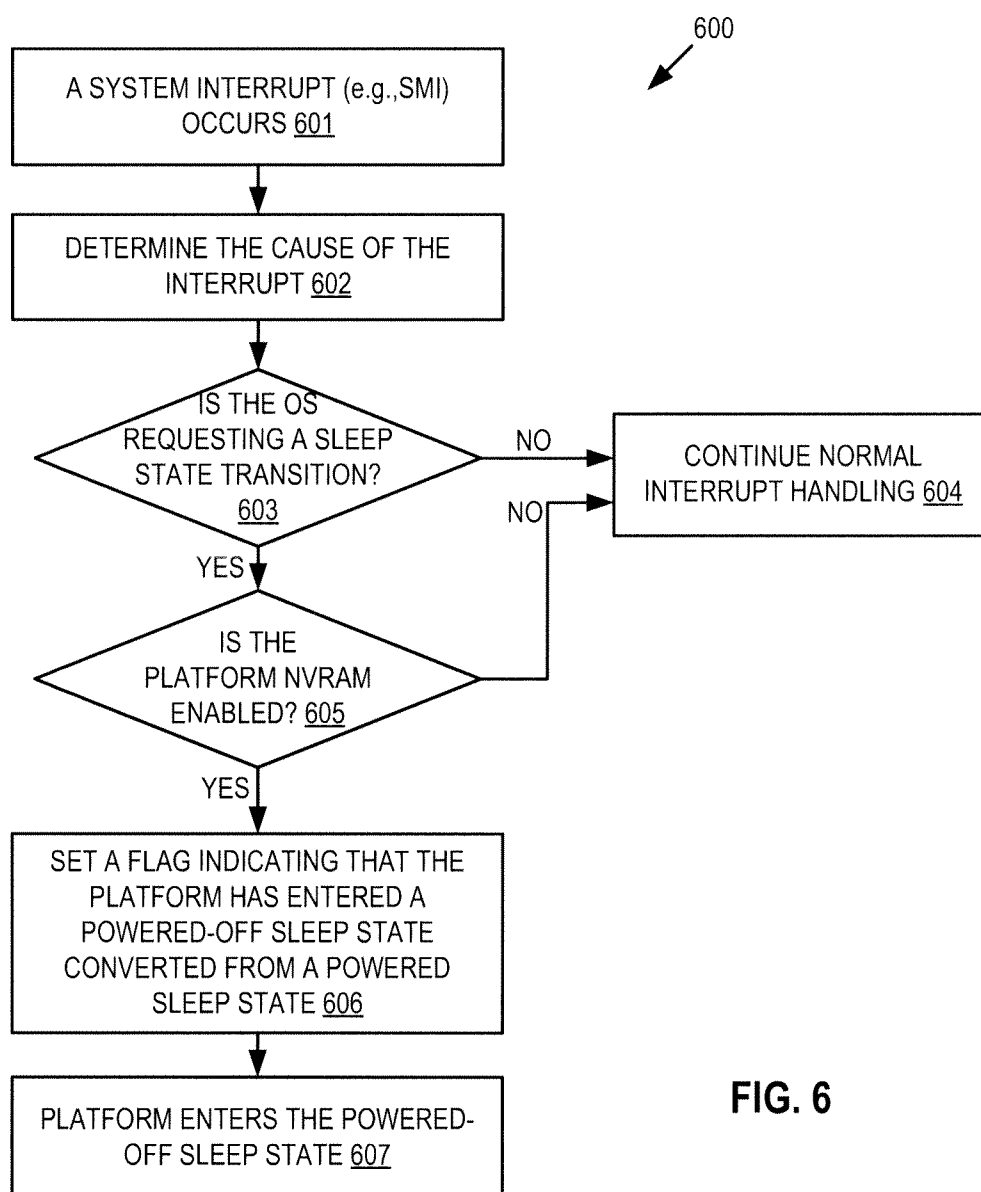 600
A SYSTEM INTERRUPT (e.g.,SMI)
OCCURS 601
DETERMINE THE CAUSE OF THE
INTERRUPT 602
IS THE OS
REQUESTING A SLEEP
STATE TRANSITION?
603
NO
CONTINUE NORMAL
INTERRUPT HANDLING 604
NO
YES
IS THE
PLATFORM NVRAM
ENABLED? 605
YES
SET A FLAG INDICATING THAT THE
PLATFORM HAS ENTERED A
POWERED-OFF SLEEP STATE
CONVERTED FROM A POWERED
SLEEP STATE 606
PLATFORM ENTERS THE POWERED-
OFF SLEEP STATE 607
FIG. 6